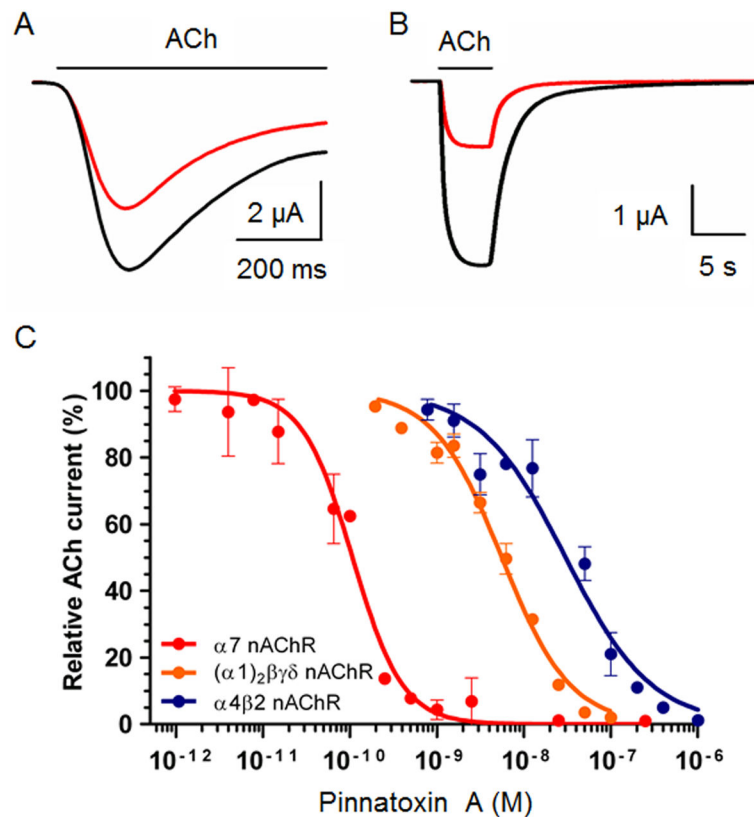 A
ACh
2 µA
200 ms
B
ACh
1 µA
5 s
C
Relative ACh current (%)
100
80
60
40
20
0
α7 nAChR
(α1)₂βγδ nAChR
α4β2 nAChR
10⁻¹² 10⁻¹¹ 10⁻¹⁰ 10⁻⁹ 10⁻⁸ 10⁻⁷ 10⁻⁶
Pinnatoxin A (M)